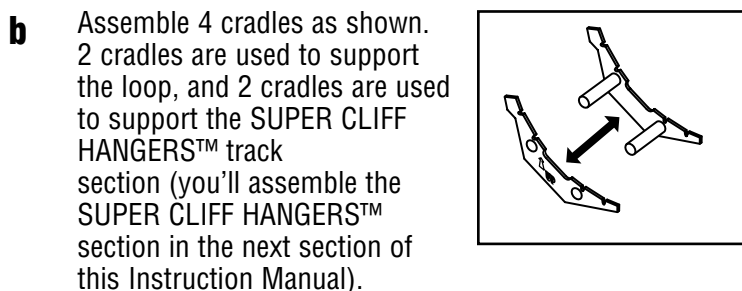 b
Assemble 4 cradles as shown.
2 cradles are used to support
the loop, and 2 cradles are used
to support the SUPER CLIFF
HANGERS™ track
section (you'll assemble the
SUPER CLIFF HANGERS™
section in the next section of
this Instruction Manual).